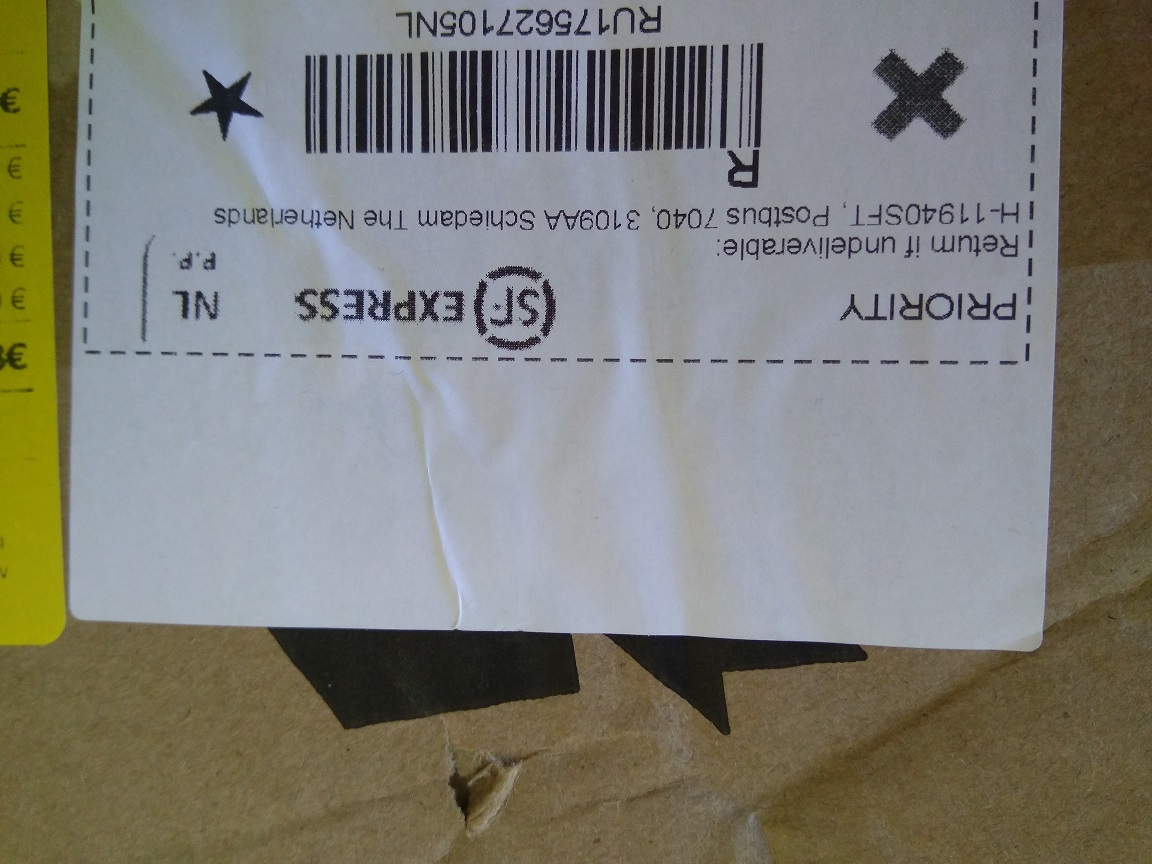 PRIORITY
SF EXPRESS
NL
P.P.
Return if undeliverable:
H-11940SFT, Postbus 7040, 3109AA Schiedam The Netherlands
R
RU175627105NL
€
€
€
€
€
€